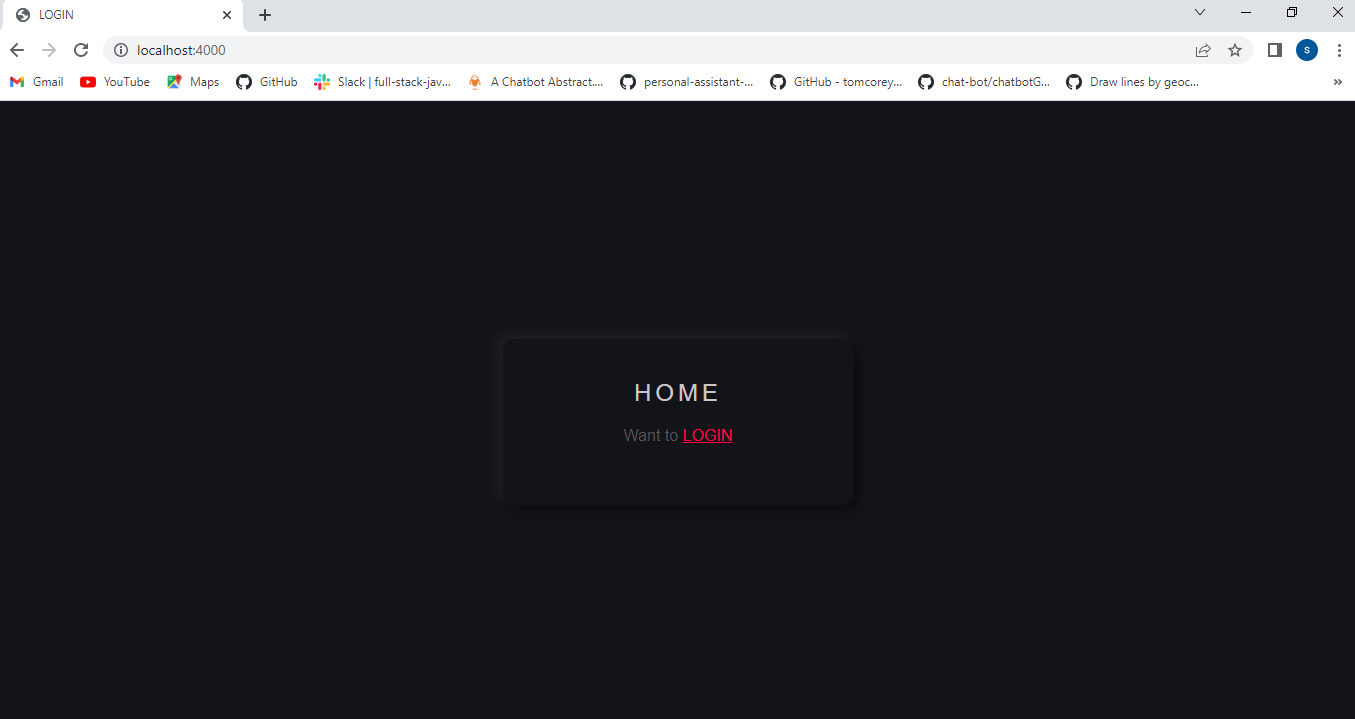 LOGIN
localhost:4000
S
Gmail
YouTube
Maps
GitHub
Slack | full-stack-jav...
A Chatbot Abstract....
personal-assistant-...
GitHub - tomcorey...
chat-bot/chatbotG...
Draw lines by geoc...
HOME
Want to LOGIN